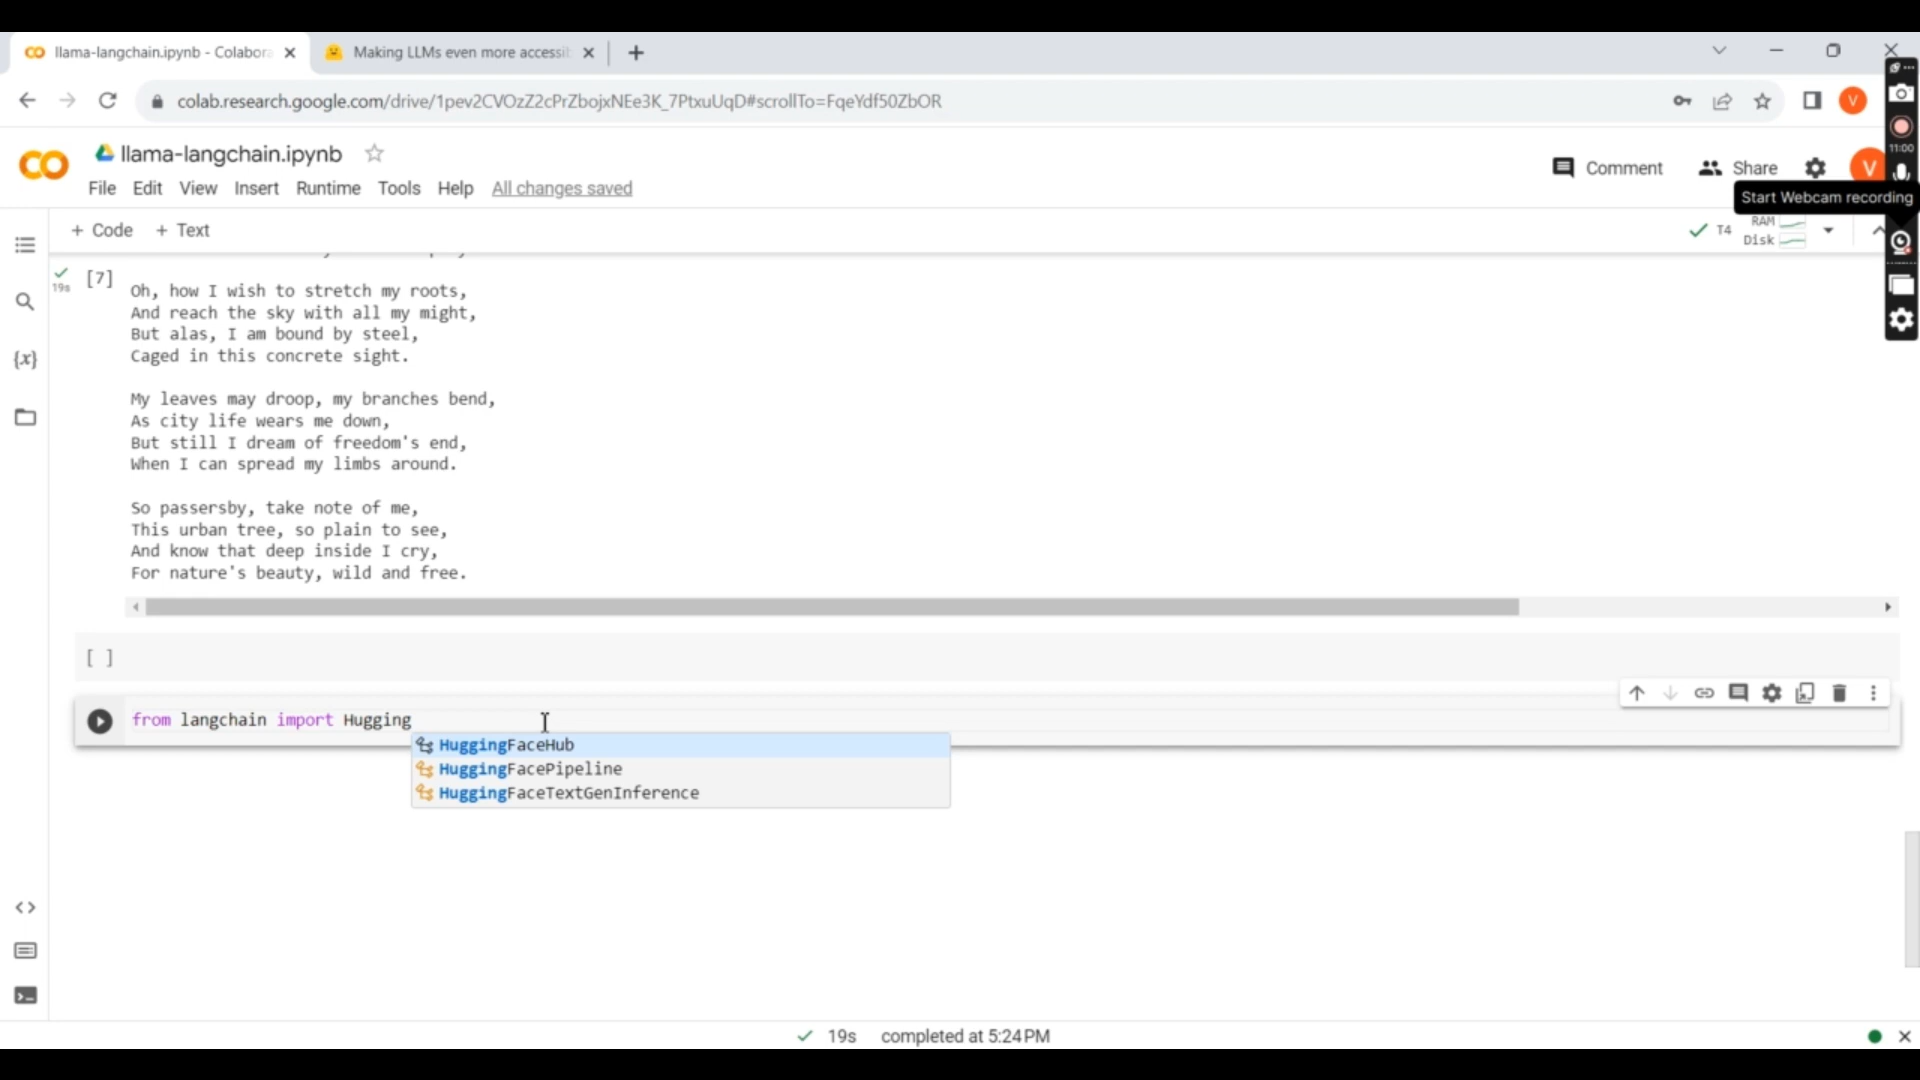 llama-langchain.ipynb - Colabora
Making LLMs even more accessib
colab.research.google.com/drive/1pev2CVOzZ2cPrZbojxNEe3K_7PtxuUqD#scrollTo=FqeYdf50ZbOR
V
11:00
llama-langchain.ipynb
Comment
Share
V
File Edit View Insert Runtime Tools Help All changes saved
Start Webcam recording
+ Code + Text
T4
RAM
Disk
[7]
19s
Oh, how I wish to stretch my roots,
And reach the sky with all my might,
But alas, I am bound by steel,
Caged in this concrete sight.
My leaves may droop, my branches bend,
As city life wears me down,
But still I dream of freedom's end,
When I can spread my limbs around.
So passersby, take note of me,
This urban tree, so plain to see,
And know that deep inside I cry,
For nature's beauty, wild and free.
[ ]
from langchain import Hugging
HuggingFaceHub
HuggingFacePipeline
HuggingFaceTextGenInference
19s completed at 5:24 PM